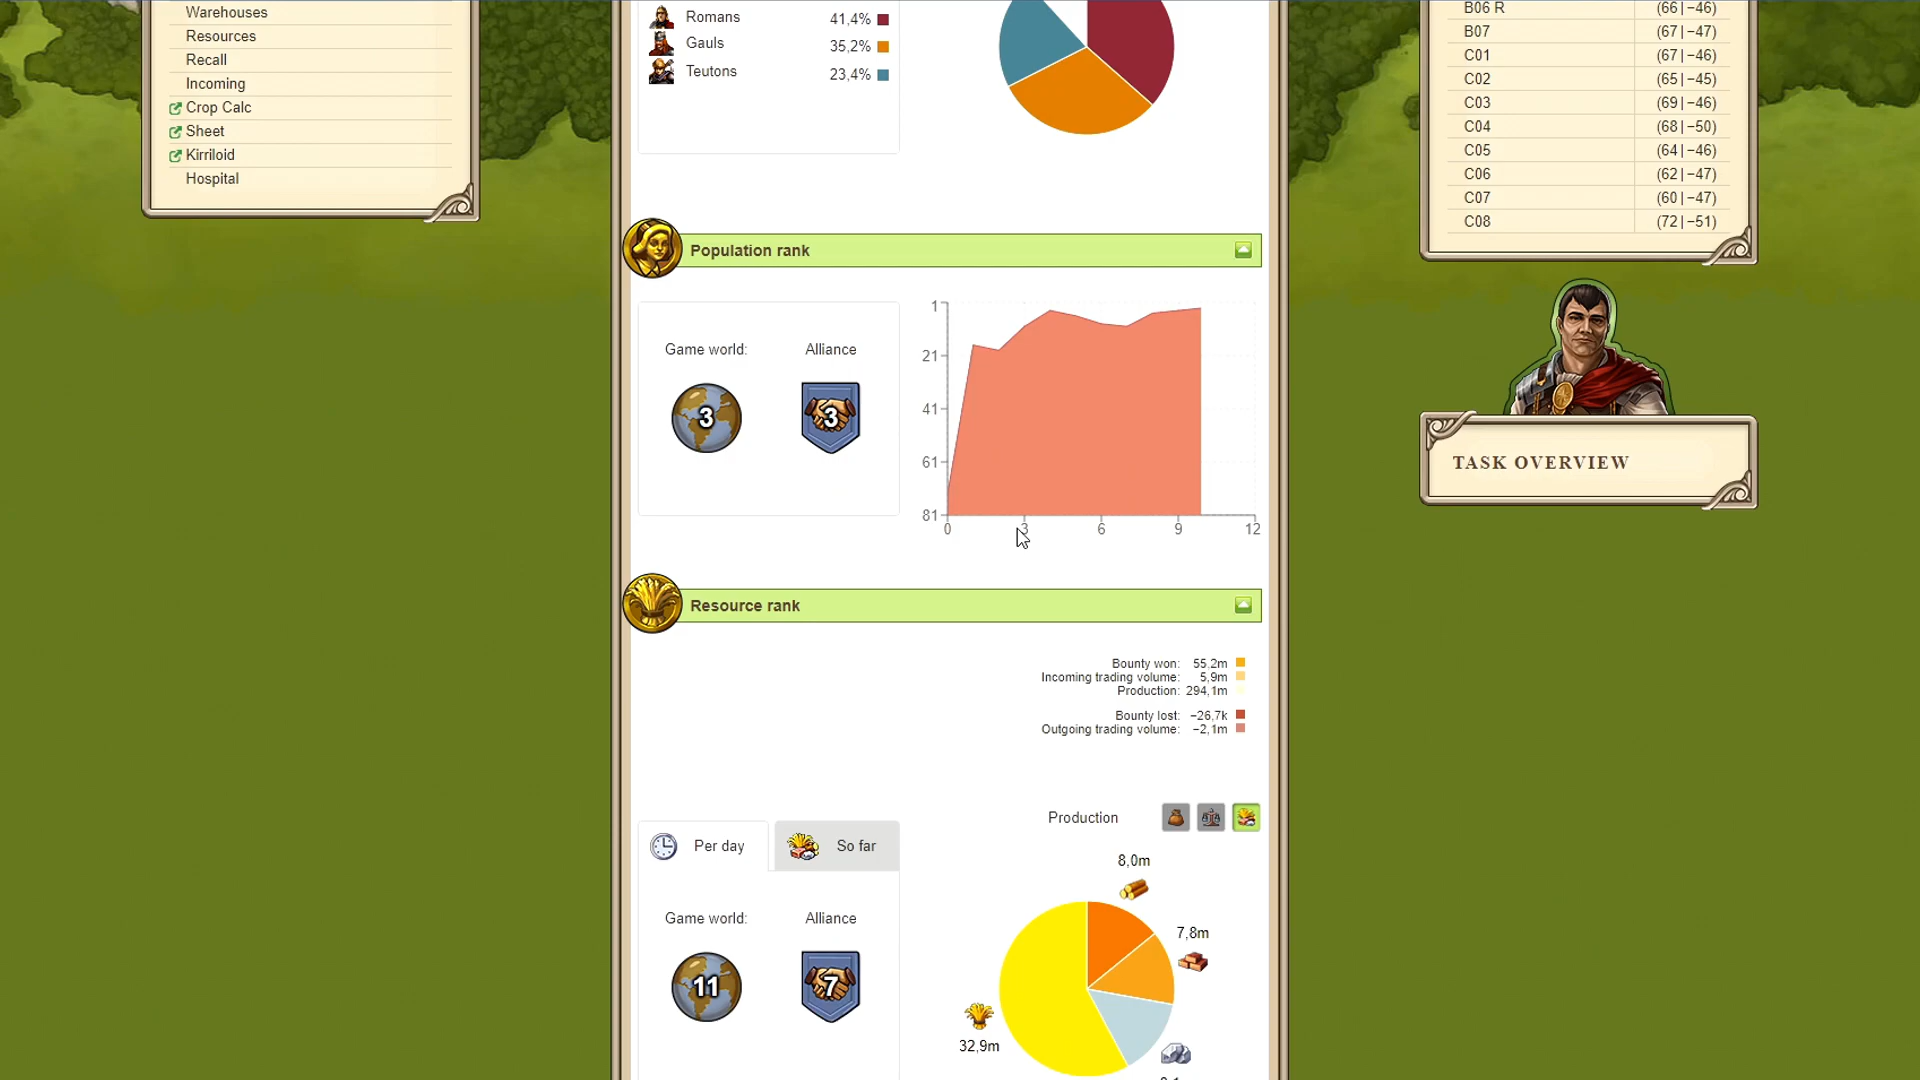 Warehouses
Resources
Recall
Incoming
Crop Calc
Sheet
Kirriloid
Hospital
Romans 41,4%
Gauls 35,2%
Teutons 23,4%
Population rank
Game world: Alliance
3 3
1
21
41
61
81
0 3 6 9 12
Resource rank
Bounty won: 55,2m
Incoming trading volume: 5,9m
Production: 294,1m
Bounty lost: −26,7k
Outgoing trading volume: −2,1m
Production
Per day So far
Game world: Alliance
11 7
8,0m
7,8m
32,9m
B06 R (66|−46)
B07 (67|−47)
C01 (67|−46)
C02 (65|−45)
C03 (69|−46)
C04 (68|−50)
C05 (64|−46)
C06 (62|−47)
C07 (60|−47)
C08 (72|−51)
TASK OVERVIEW